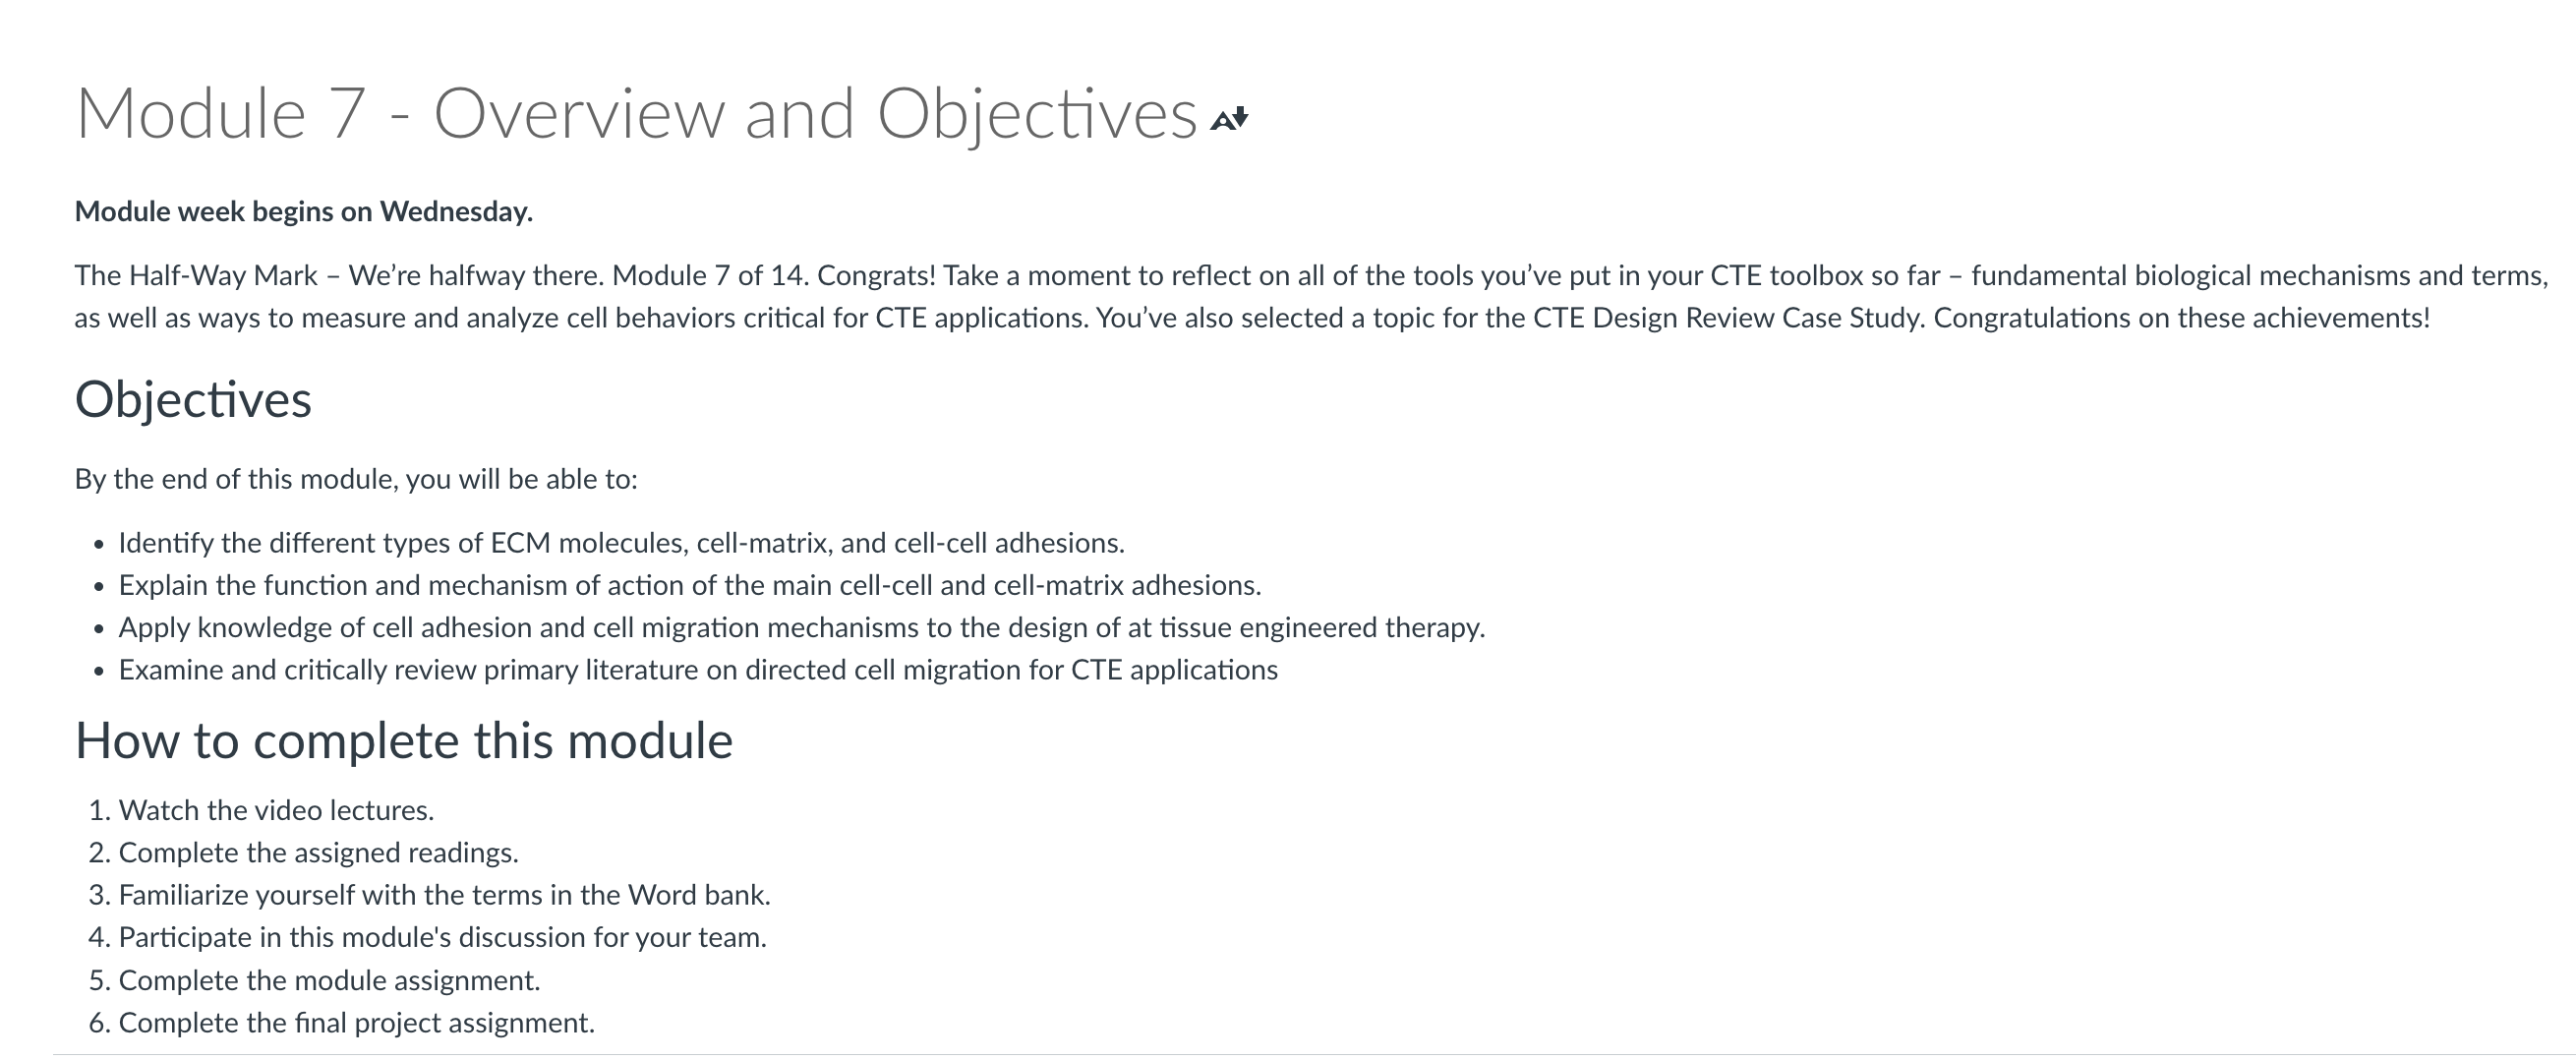 Module 7 - Overview and Objectives
Module week begins on Wednesday.
The Half-Way Mark – We’re halfway there. Module 7 of 14. Congrats! Take a moment to reflect on all of the tools you’ve put in your CTE toolbox so far – fundamental biological mechanisms and terms,
as well as ways to measure and analyze cell behaviors critical for CTE applications. You’ve also selected a topic for the CTE Design Review Case Study. Congratulations on these achievements!
Objectives
By the end of this module, you will be able to:
• Identify the different types of ECM molecules, cell-matrix, and cell-cell adhesions.
• Explain the function and mechanism of action of the main cell-cell and cell-matrix adhesions.
• Apply knowledge of cell adhesion and cell migration mechanisms to the design of at tissue engineered therapy.
• Examine and critically review primary literature on directed cell migration for CTE applications
How to complete this module
1. Watch the video lectures.
2. Complete the assigned readings.
3. Familiarize yourself with the terms in the Word bank.
4. Participate in this module's discussion for your team.
5. Complete the module assignment.
6. Complete the final project assignment.